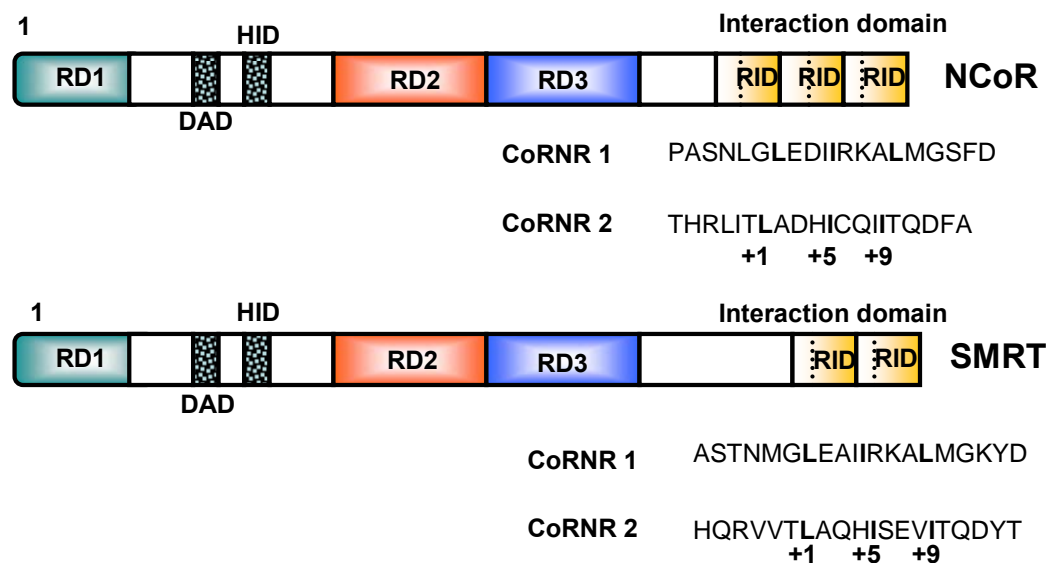 1 Interaction domain
HID
RD1 RD2 RD3 RID RID RID NCoR
DAD
CoRNR 1 PASNLGLEDIIRKALMGSFD
CoRNR 2 THRLITLADHICQIITQDFA
+1 +5 +9
1 HID Interaction domain
RD1 RD2 RD3 RID RID SMRT
DAD
CoRNR 1 ASTNMGLEAIIRKALMGKYD
CoRNR 2 HQRVVTLAQHISEVITQDYT
+1 +5 +9